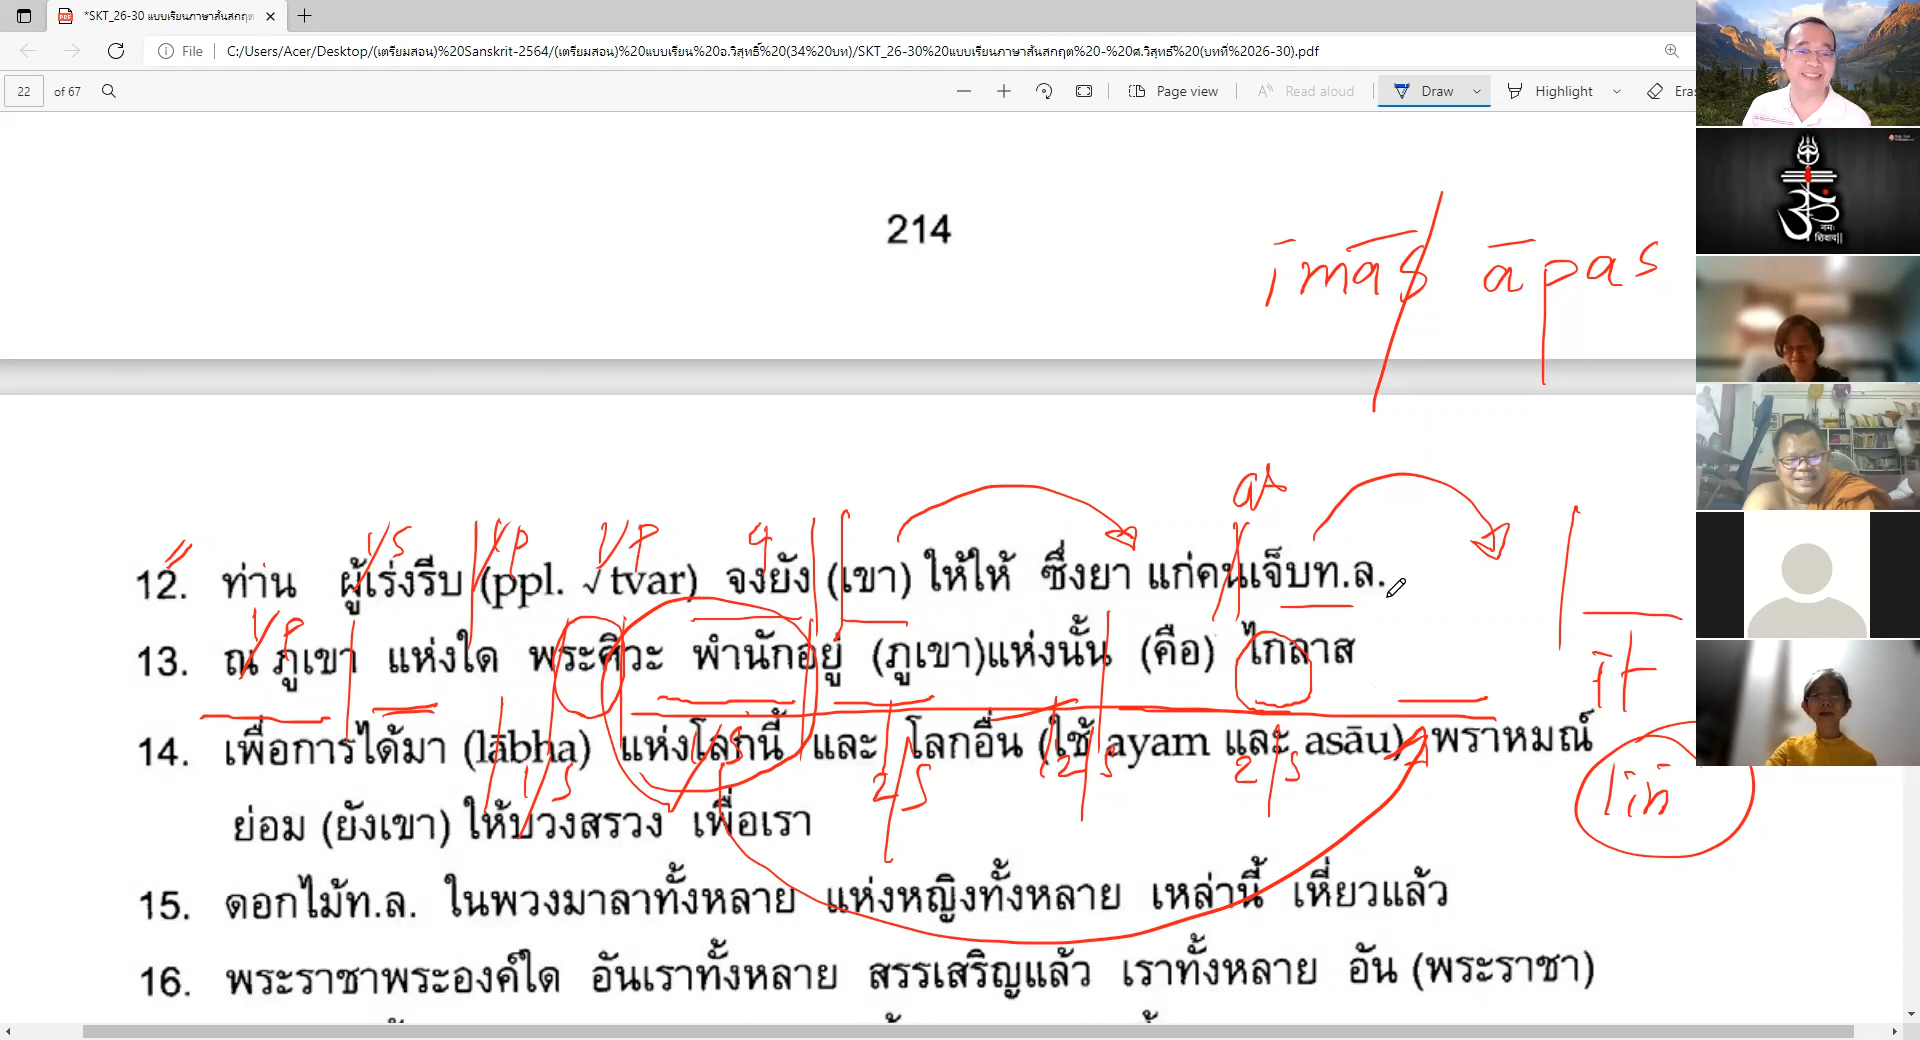 *SKT_26-30 แบบเรียนภาษาสันสกฤต
File C:/Users/Acer/Desktop/(เตรียมสอน)%20Sanskrit-2564/(เตรียมสอน)%20แบบเรียน%20อ.วิสุทธิ์%20(34%20บท)/SKT_26-30%20แบบเรียนภาษาสันสกฤต%20-%20ศ.วิสุทธ์%20(บทที่%2026-30).pdf
22 of 67 Page view Read aloud Draw Highlight Eras
214
imās āpas
as
1/S 1/P 1/P 4
12. ท่าน ผู้เร่งรีบ (ppl. √tvar) จงยัง (เขา) ให้ให้ ซึ่งยา แก่คนเจ็บท.ล.
1/P
13. ณ ภูเขา แห่งใด พระศิวะ พำนักอยู่ (ภูเขา)แห่งนั้น (คือ) ไกลาส
it
14. เพื่อการได้มา (lābha) แห่งโลกนี้ และ โลกอื่น (ใช้ ayam และ asāu) พราหมณ์
1/S 1/S 2/S 2/S 2/S
in
ย่อม (ยังเขา) ให้บวงสรวง เพื่อเรา
15. ดอกไม้ท.ล. ในพวงมาลาทั้งหลาย แห่งหญิงทั้งหลาย เหล่านี้ เหี่ยวแล้ว
16. พระราชาพระองค์ใด อันเราทั้งหลาย สรรเสริญแล้ว เราทั้งหลาย อัน (พระราชา)